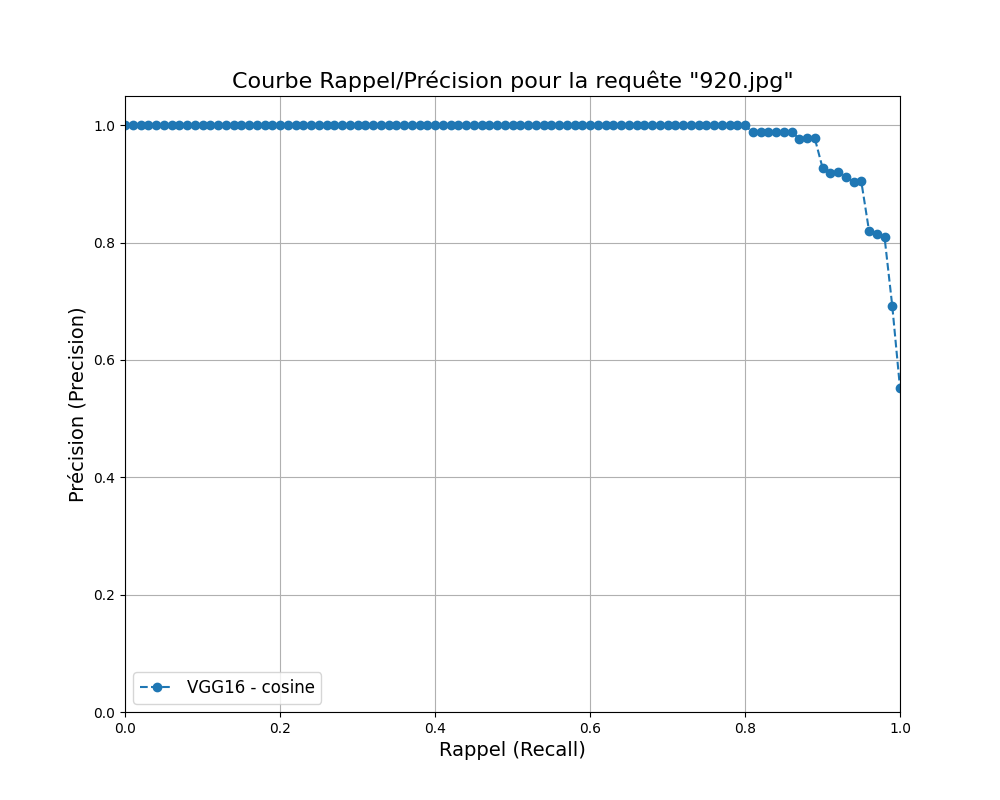 Courbe Rappel/Précision pour la requête "920.jpg"
Précision (Precision)
1.0
0.8
0.6
0.4
0.2
0.0
VGG16 - cosine
0.0 0.2 0.4 0.6 0.8 1.0
Rappel (Recall)